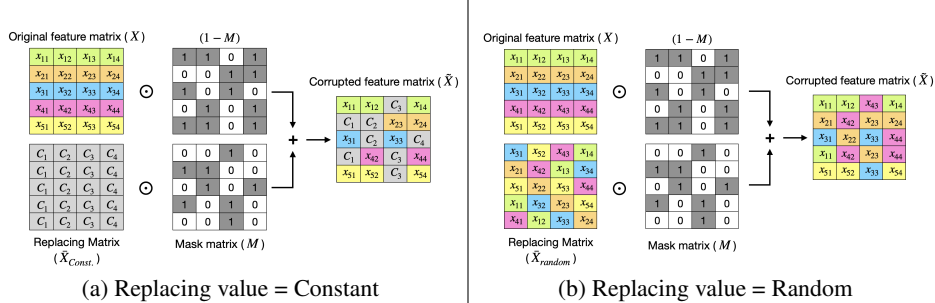 Original feature matrix (X)
(1 − M)
x11 x12 x13 x14
x21 x22 x23 x24
x31 x32 x33 x34
x41 x42 x43 x44
x51 x52 x53 x54
⊙
1 1 0 1
0 0 1 1
1 0 1 0
0 1 0 1
1 1 0 1
C1 C2 C3 C4
C1 C2 C3 C4
C1 C2 C3 C4
C1 C2 C3 C4
C1 C2 C3 C4
⊙
0 0 1 0
1 1 0 0
0 1 0 1
1 0 1 0
0 0 1 0
Replacing Matrix
(X̄Const.)
Mask matrix (M)
+
Corrupted feature matrix (X̃)
x11 x12 C3 x14
C1 C2 x23 x24
x31 C2 x33 C4
C1 x42 C3 x44
x51 x52 C3 x54
(a) Replacing value = Constant
Original feature matrix (X)
(1 − M)
x11 x12 x13 x14
x21 x22 x23 x24
x31 x32 x33 x34
x41 x42 x43 x44
x51 x52 x53 x54
⊙
1 1 0 1
0 0 1 1
1 0 1 0
0 1 0 1
1 1 0 1
x31 x52 x43 x14
x21 x42 x13 x34
x51 x22 x53 x44
x11 x32 x23 x54
x41 x12 x33 x24
⊙
0 0 1 0
1 1 0 0
0 1 0 1
1 0 1 0
0 0 1 0
Replacing Matrix
(X̄random)
Mask matrix (M)
+
Corrupted feature matrix (X̃)
x11 x12 x43 x14
x21 x42 x23 x24
x31 x22 x33 x44
x11 x42 x23 x44
x51 x52 x33 x54
(b) Replacing value = Random